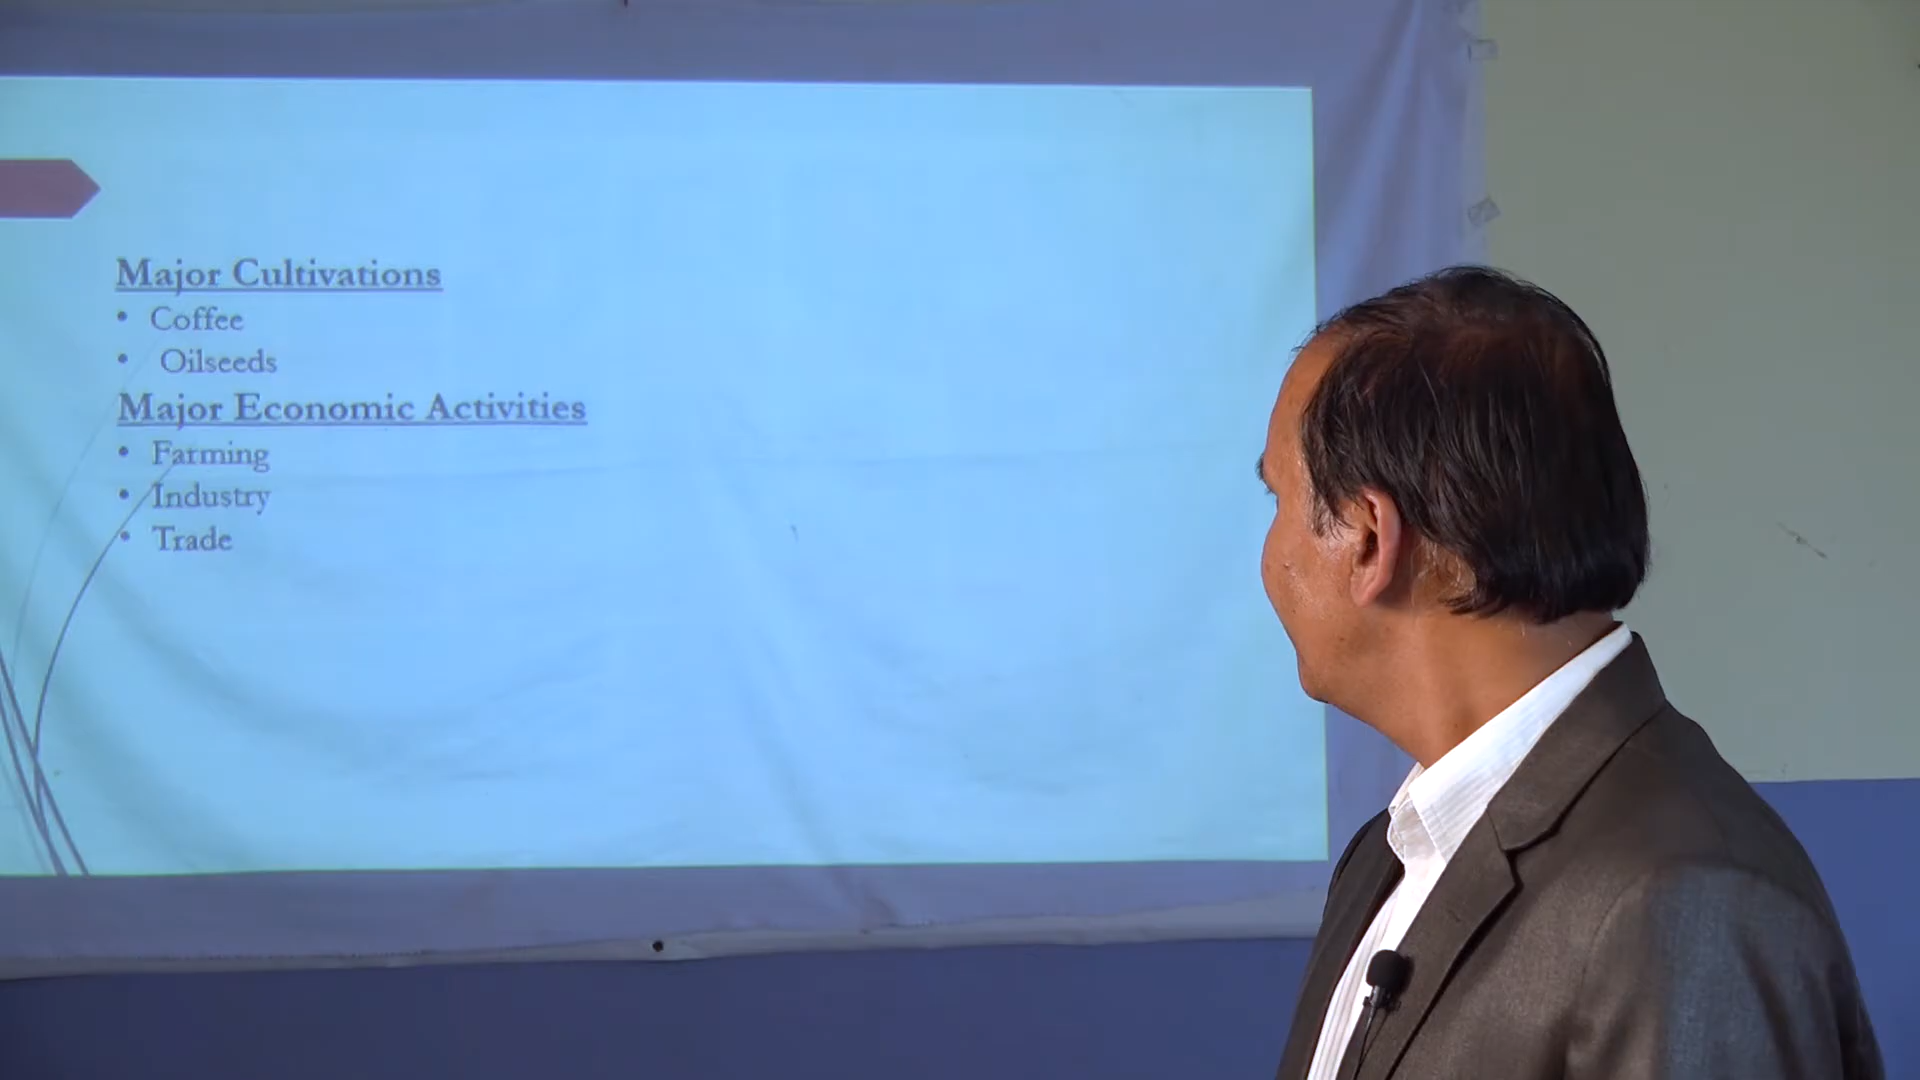 Major Cultivations
• Coffee
• Oilseeds
Major Economic Activities
• Farming
• Industry
• Trade